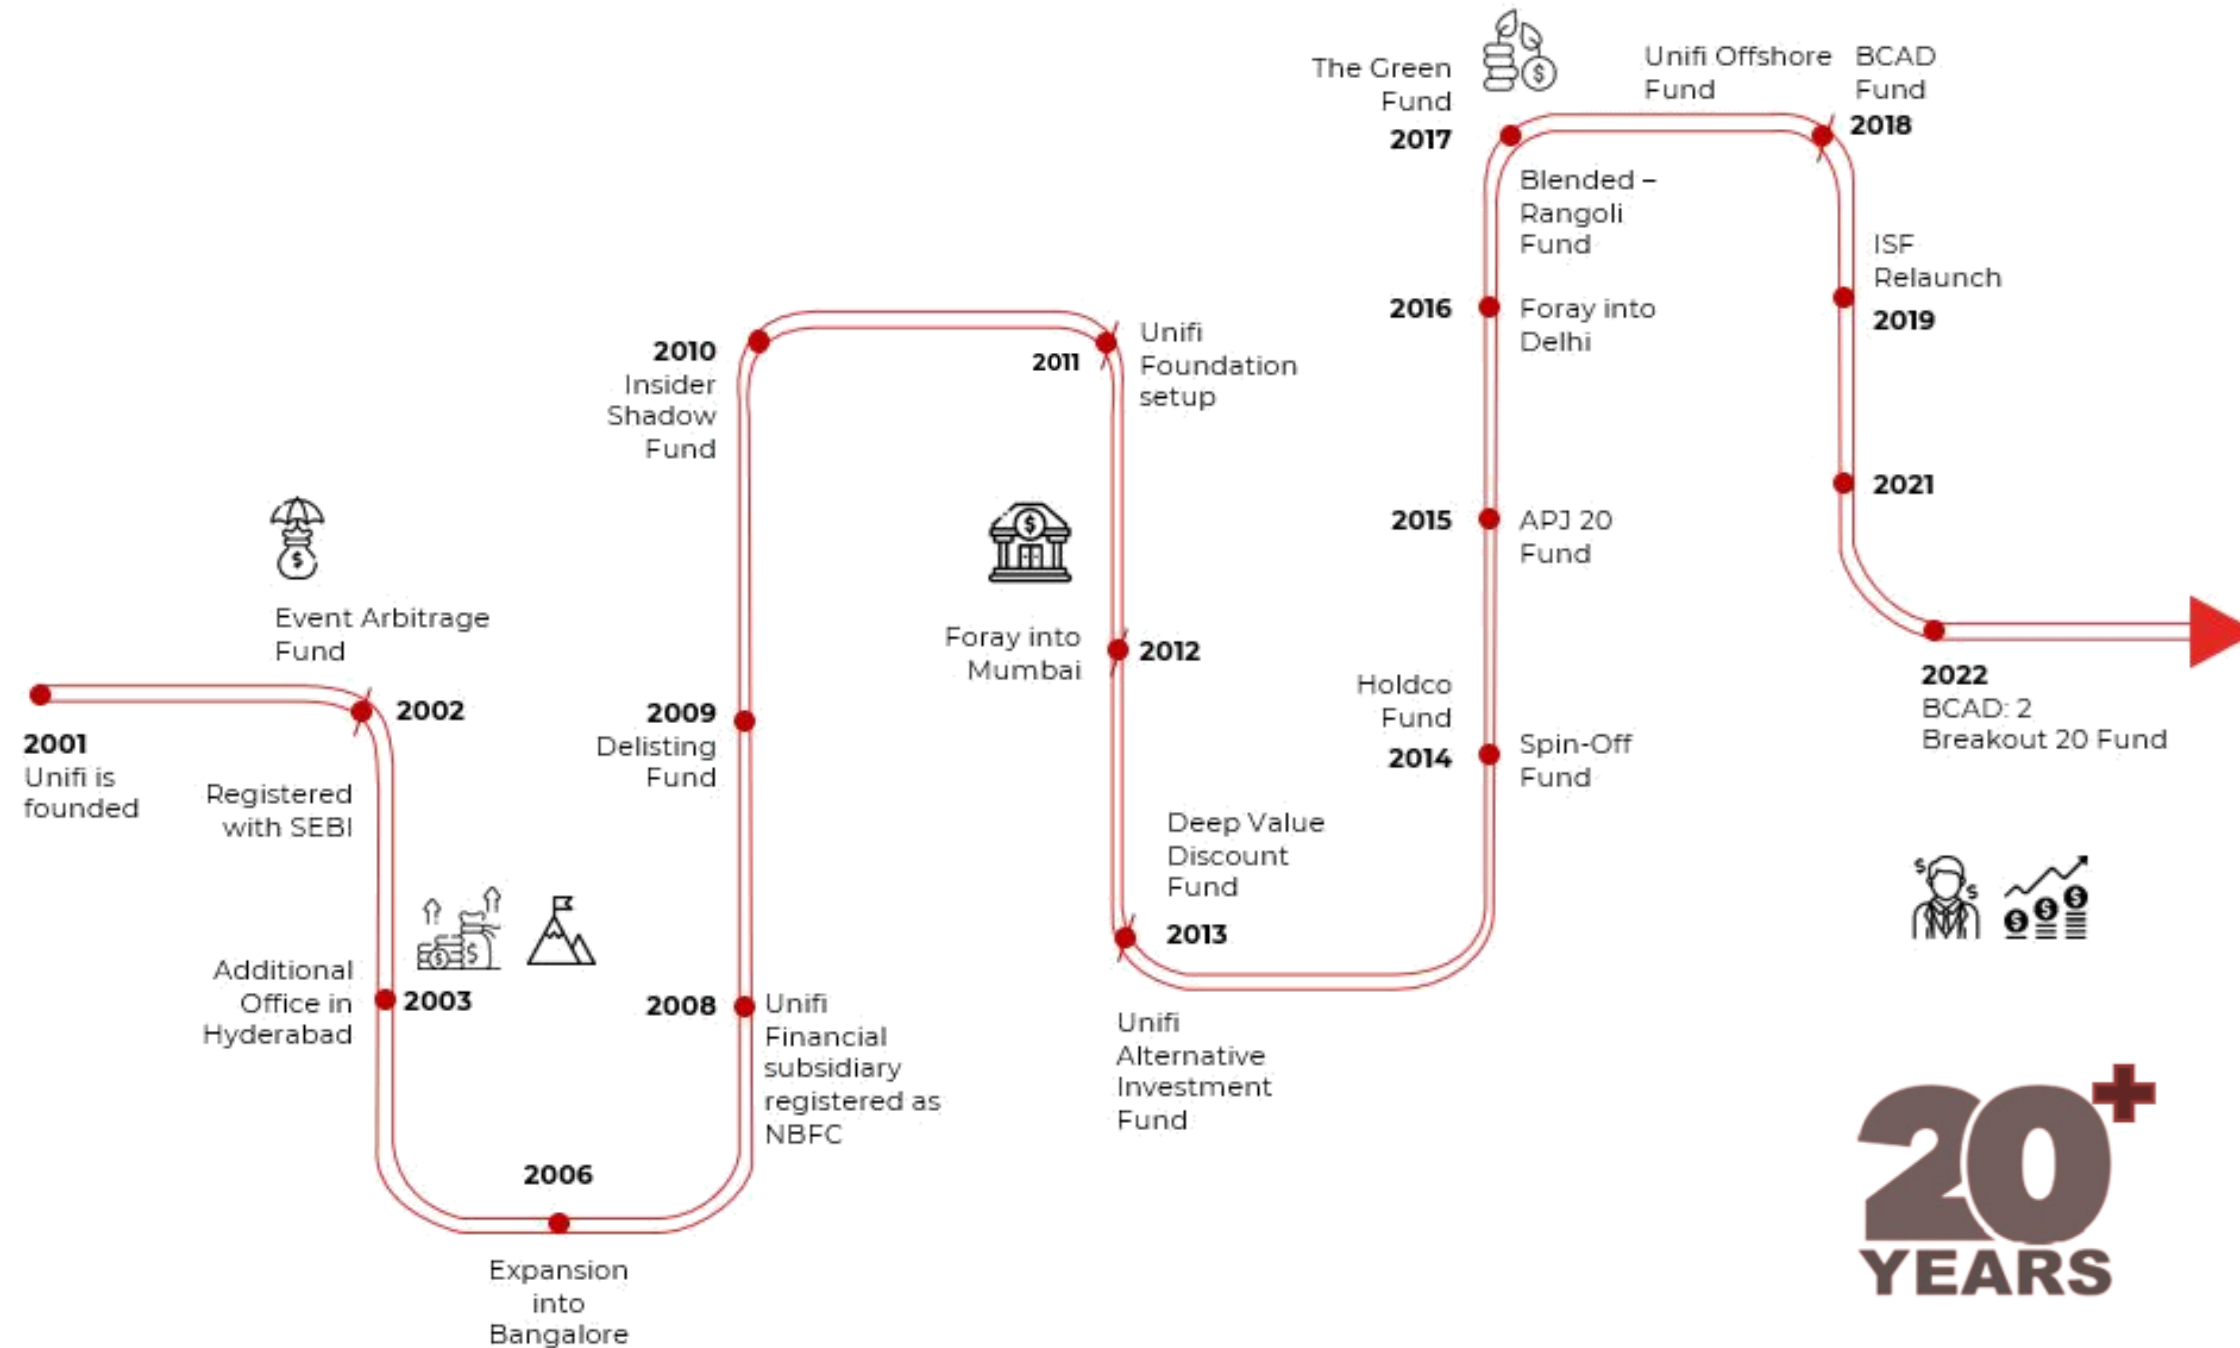 2001
Unifi is
founded
Event Arbitrage
Fund
2002
Registered
with SEBI
Additional
Office in
Hyderabad
2003
2006
Expansion
into
Bangalore
2008
Unifi
Financial
subsidiary
registered as
NBFC
2009
Delisting
Fund
2010
Insider
Shadow
Fund
2011
Unifi
Foundation
setup
Foray into
Mumbai
2012
Deep Value
Discount
Fund
2013
Unifi
Alternative
Investment
Fund
Holdco
Fund
2014
Spin-Off
Fund
2015
APJ 20
Fund
2016
Foray into
Delhi
The Green
Fund
2017
Blended –
Rangoli
Fund
Unifi Offshore
Fund
BCAD
Fund
2018
ISF
Relaunch
2019
2021
2022
BCAD: 2
Breakout 20 Fund
20+
YEARS